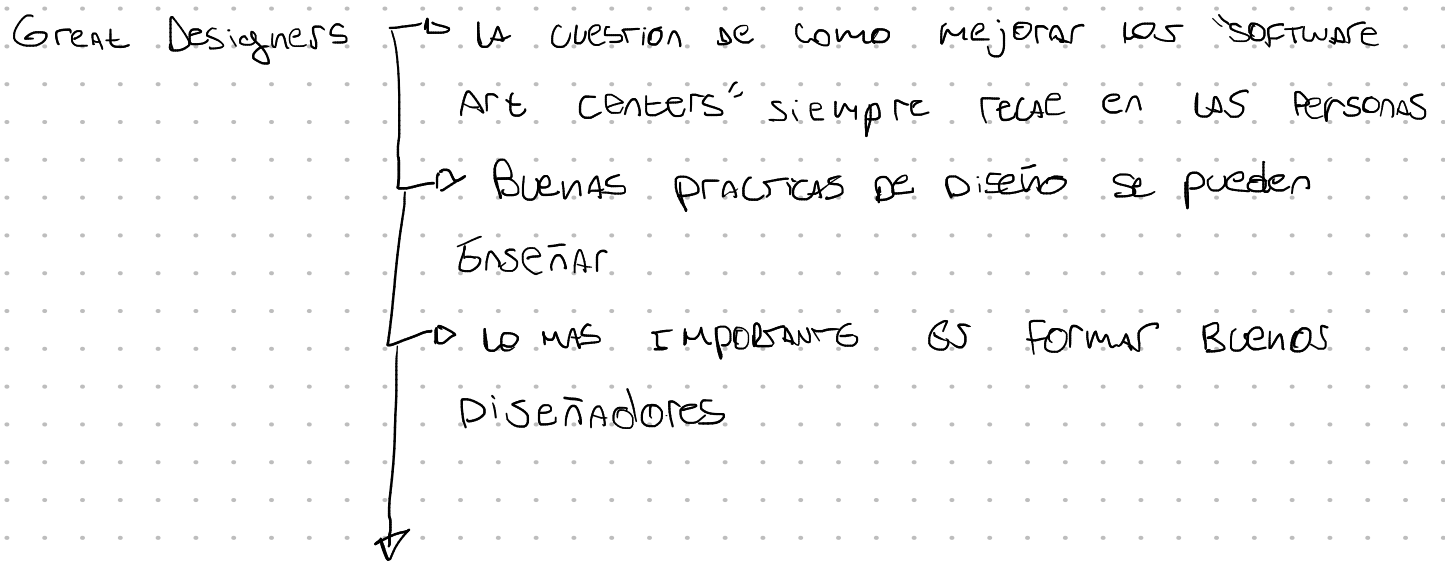 Great Designers
La cuestion de como mejorar los "software
Art centers" siempre recae en las personas
Buenas practicas de diseño se pueden
Enseñar
Lo mas importante es formar buenos
Diseñadores